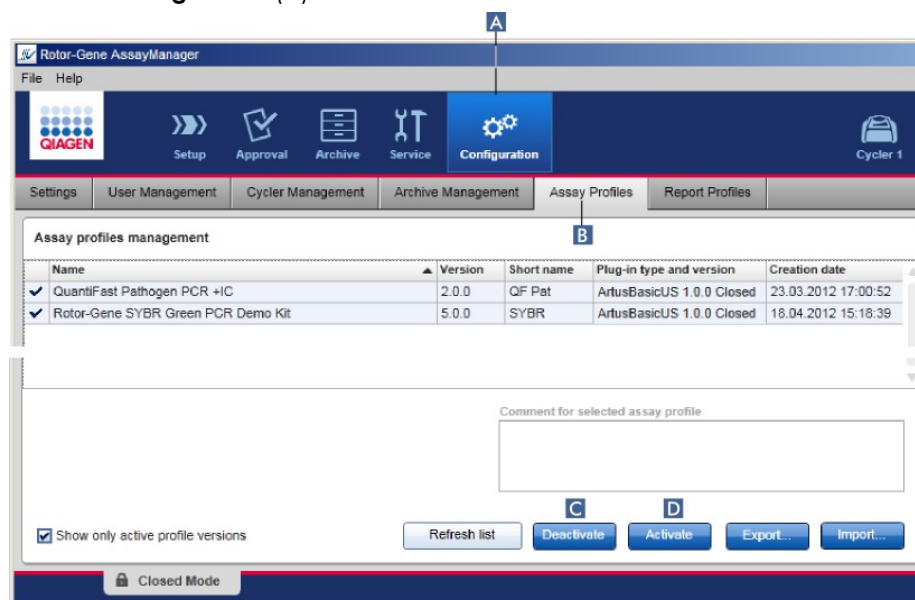 A
Rotor-Gene AssayManager
File Help
QIAGEN
Setup Approval Archive Service Configuration Cycler 1
Settings User Management Cycler Management Archive Management Assay Profiles Report Profiles
B
Assay profiles management
Name Version Short name Plug-in type and version Creation date
QuantiFast Pathogen PCR +IC 2.0.0 QF Pat ArtusBasicUS 1.0.0 Closed 23.03.2012 17:00:52
Rotor-Gene SYBR Green PCR Demo Kit 5.0.0 SYBR ArtusBasicUS 1.0.0 Closed 18.04.2012 15:18:39
Comment for selected assay profile
C D
Show only active profile versions Refresh list Deactivate Activate Export... Import...
Closed Mode